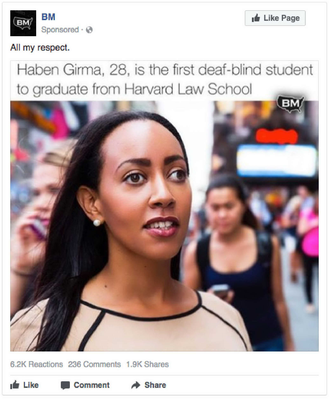 BM
BM
Sponsored ·
Like Page
All my respect.
Haben Girma, 28, is the first deaf-blind student
to graduate from Harvard Law School
BM
6.2K Reactions 236 Comments 1.9K Shares
Like Comment Share